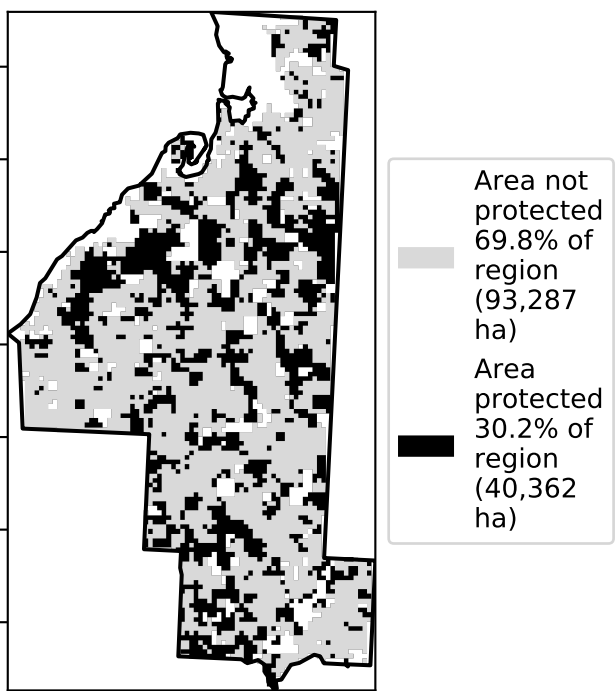 Area not
protected
69.8% of
region
(93,287
ha)
Area
protected
30.2% of
region
(40,362
ha)